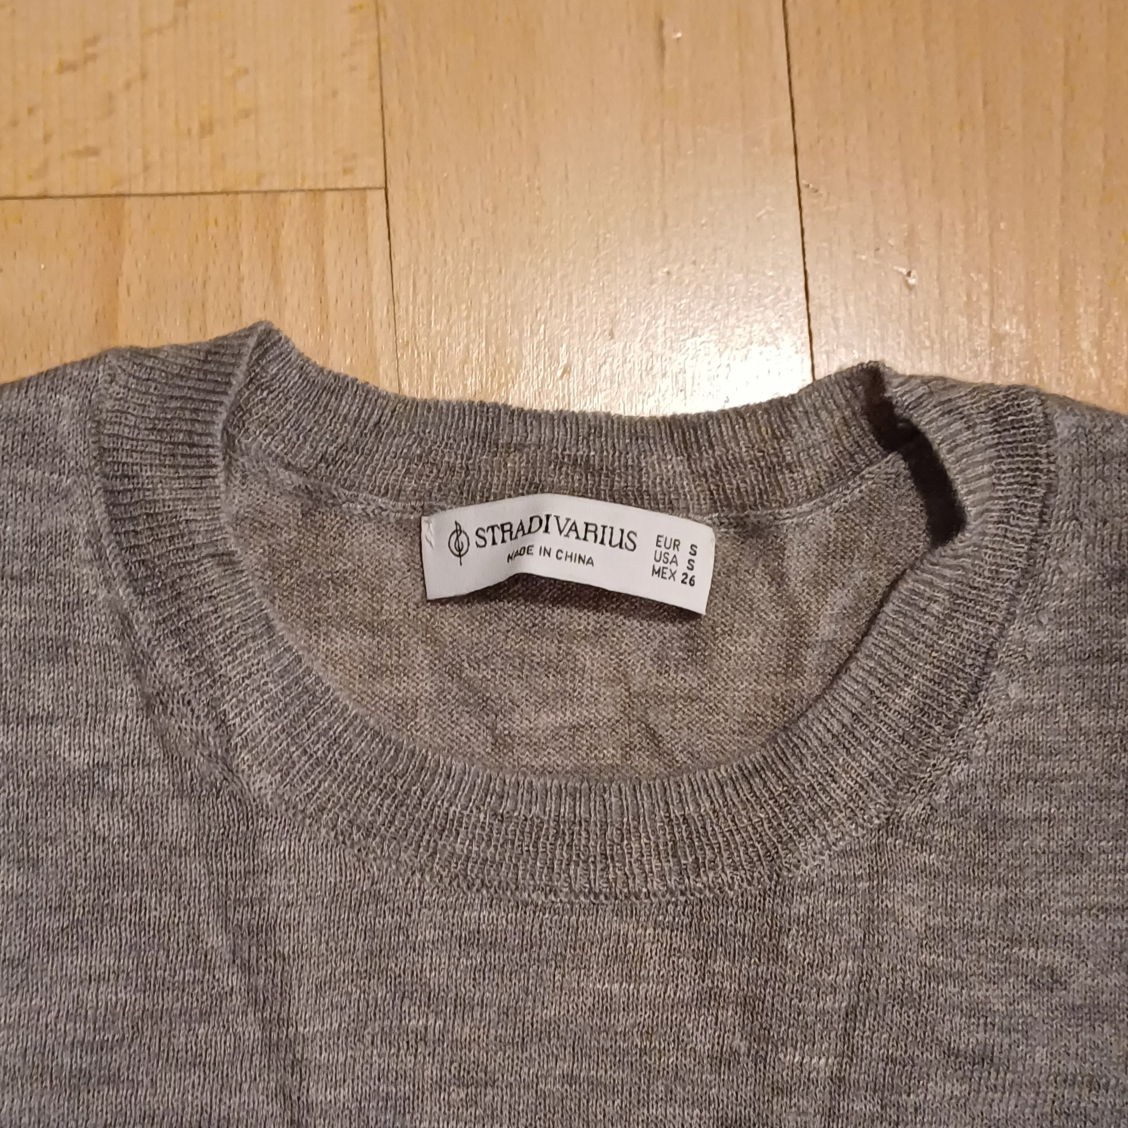 STRADIVARIUS
MADE IN CHINA
EUR S
USA S
MEX 26